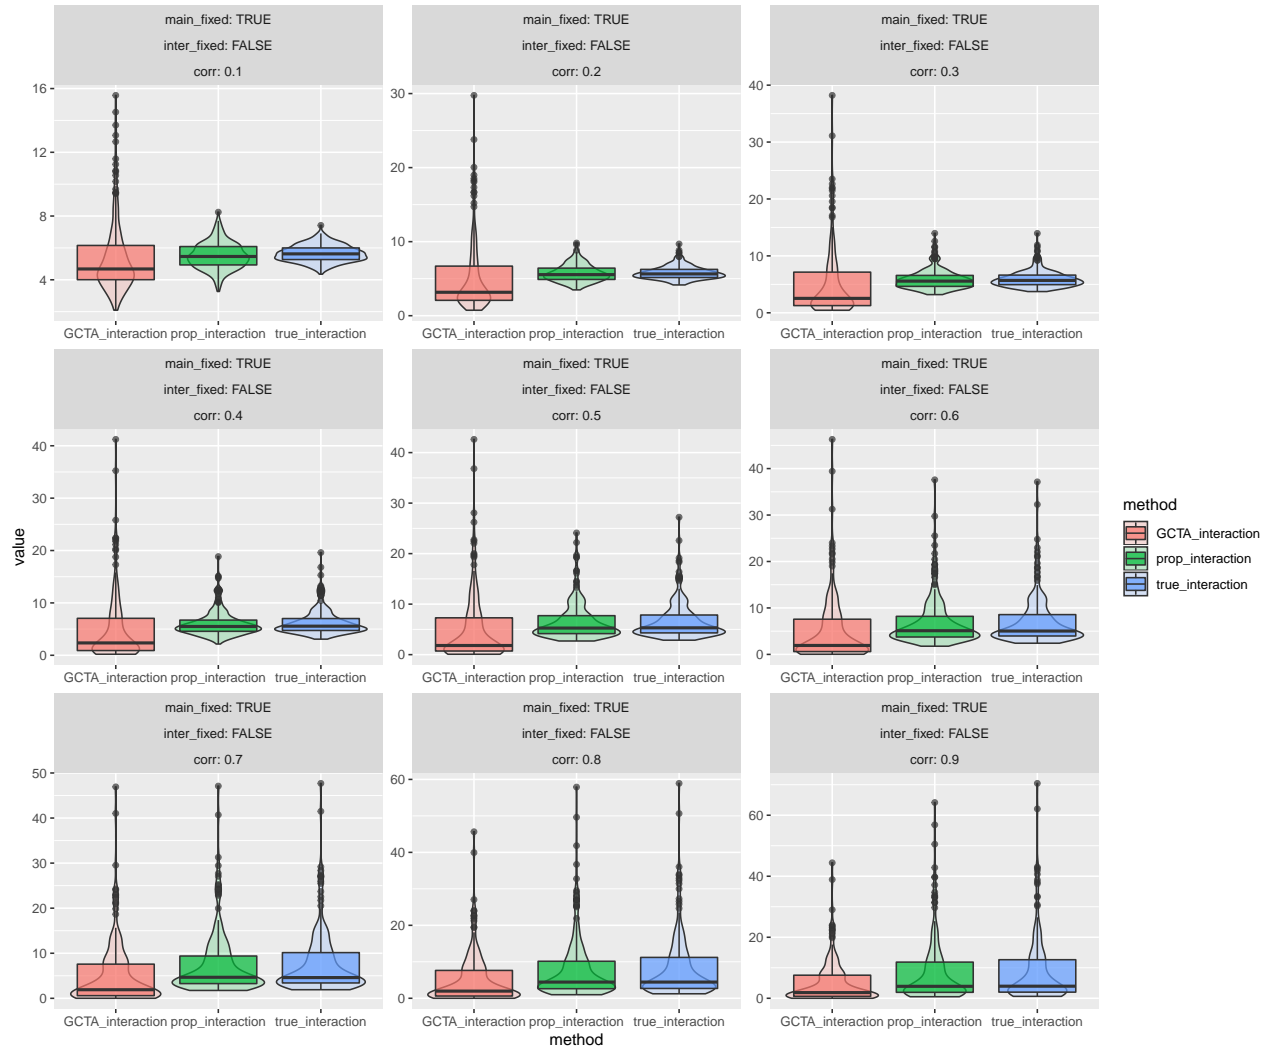 main_fixed: TRUE
inter_fixed: FALSE
corr: 0.1
16
12
8
4
GCTA_interaction prop_interaction true_interaction
main_fixed: TRUE
inter_fixed: FALSE
corr: 0.2
30
20
10
0
GCTA_interaction prop_interaction true_interaction
main_fixed: TRUE
inter_fixed: FALSE
corr: 0.3
40
30
20
10
0
GCTA_interaction prop_interaction true_interaction
main_fixed: TRUE
inter_fixed: FALSE
corr: 0.4
40
30
20
10
0
GCTA_interaction prop_interaction true_interaction
main_fixed: TRUE
inter_fixed: FALSE
corr: 0.5
40
30
20
10
0
GCTA_interaction prop_interaction true_interaction
main_fixed: TRUE
inter_fixed: FALSE
corr: 0.6
40
30
20
10
0
GCTA_interaction prop_interaction true_interaction
main_fixed: TRUE
inter_fixed: FALSE
corr: 0.7
50
40
30
20
10
0
GCTA_interaction prop_interaction true_interaction
main_fixed: TRUE
inter_fixed: FALSE
corr: 0.8
60
40
20
0
GCTA_interaction prop_interaction true_interaction
main_fixed: TRUE
inter_fixed: FALSE
corr: 0.9
60
40
20
0
GCTA_interaction prop_interaction true_interaction
value
method
method
GCTA_interaction
prop_interaction
true_interaction